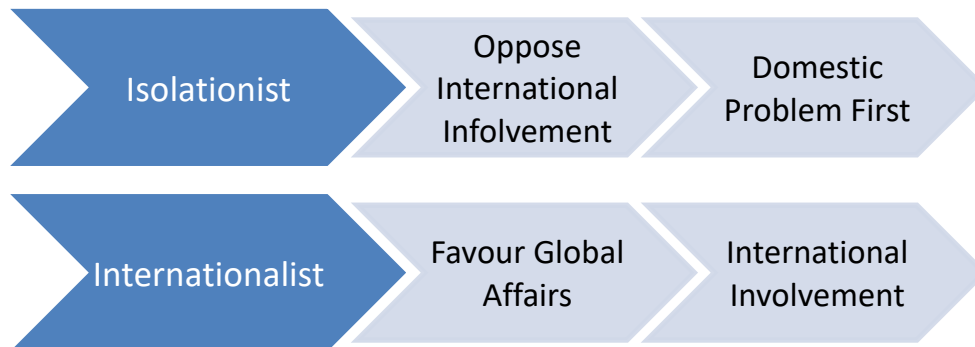 Isolationist
Oppose
International
Infolvement
Domestic
Problem First
Internationalist
Favour Global
Affairs
International
Involvement